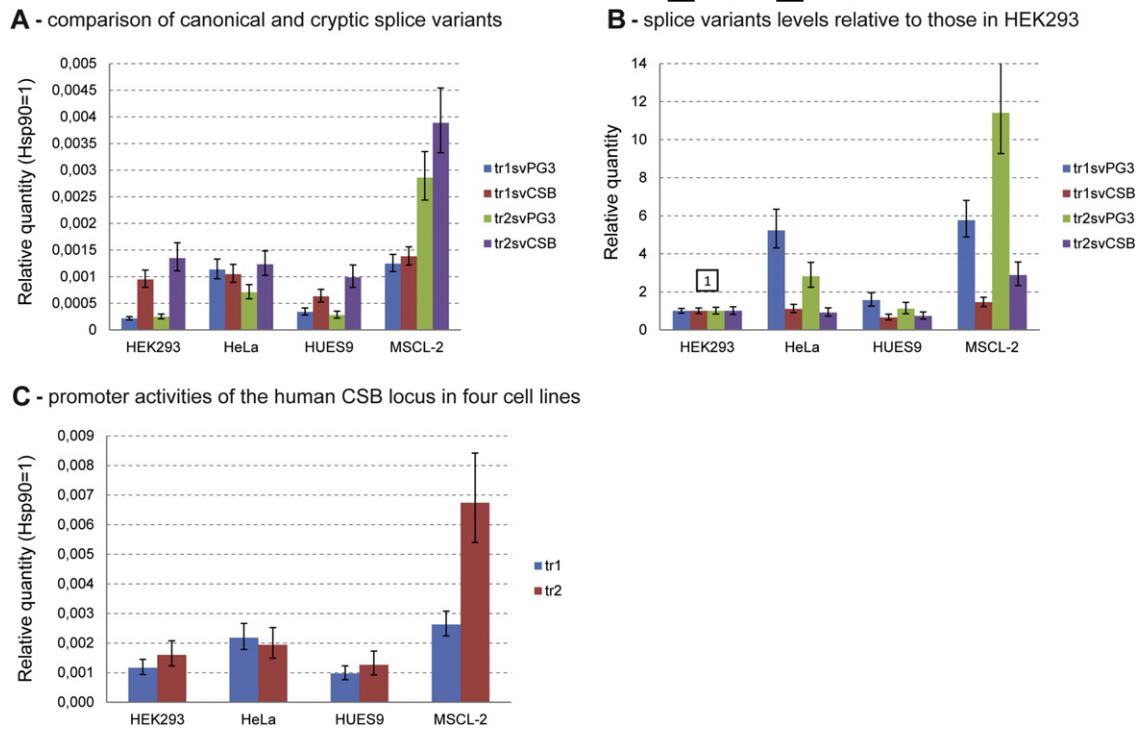 A - comparison of canonical and cryptic splice variants
Relative quantity (Hsp90=1)
0,005
0,0045
0,004
0,0035
0,003
0,0025
0,002
0,0015
0,001
0,0005
0
HEK293 HeLa HUES9 MSCL-2
tr1svPG3
tr1svCSB
tr2svPG3
tr2svCSB
B - splice variants levels relative to those in HEK293
Relative quantity
14
12
10
8
6
4
2
0
1
HEK293 HeLa HUES9 MSCL-2
tr1svPG3
tr1svCSB
tr2svPG3
tr2svCSB
C - promoter activities of the human CSB locus in four cell lines
Relative quantity (Hsp90=1)
0,009
0,008
0,007
0,006
0,005
0,004
0,003
0,002
0,001
0,000
HEK293 HeLa HUES9 MSCL-2
tr1
tr2